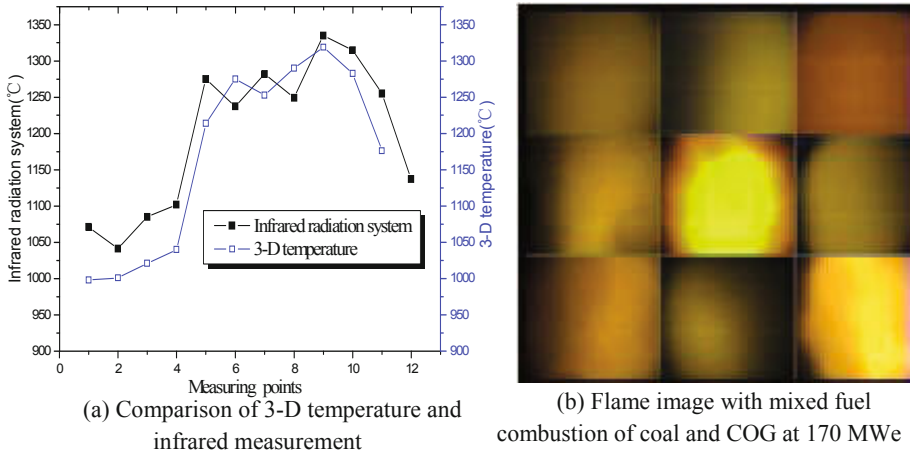 1350
1300
1250
1200
1150
1100
1050
1000
950
900
Infrared radiation system(℃)
0 2 4 6 8 10 12
Measuring points
Infrared radiation system
3-D temperature
1350
1300
1250
1200
1150
1100
1050
1000
950
900
3-D temperature(℃)
(a) Comparison of 3-D temperature and
infrared measurement
(b) Flame image with mixed fuel
combustion of coal and COG at 170 MWe